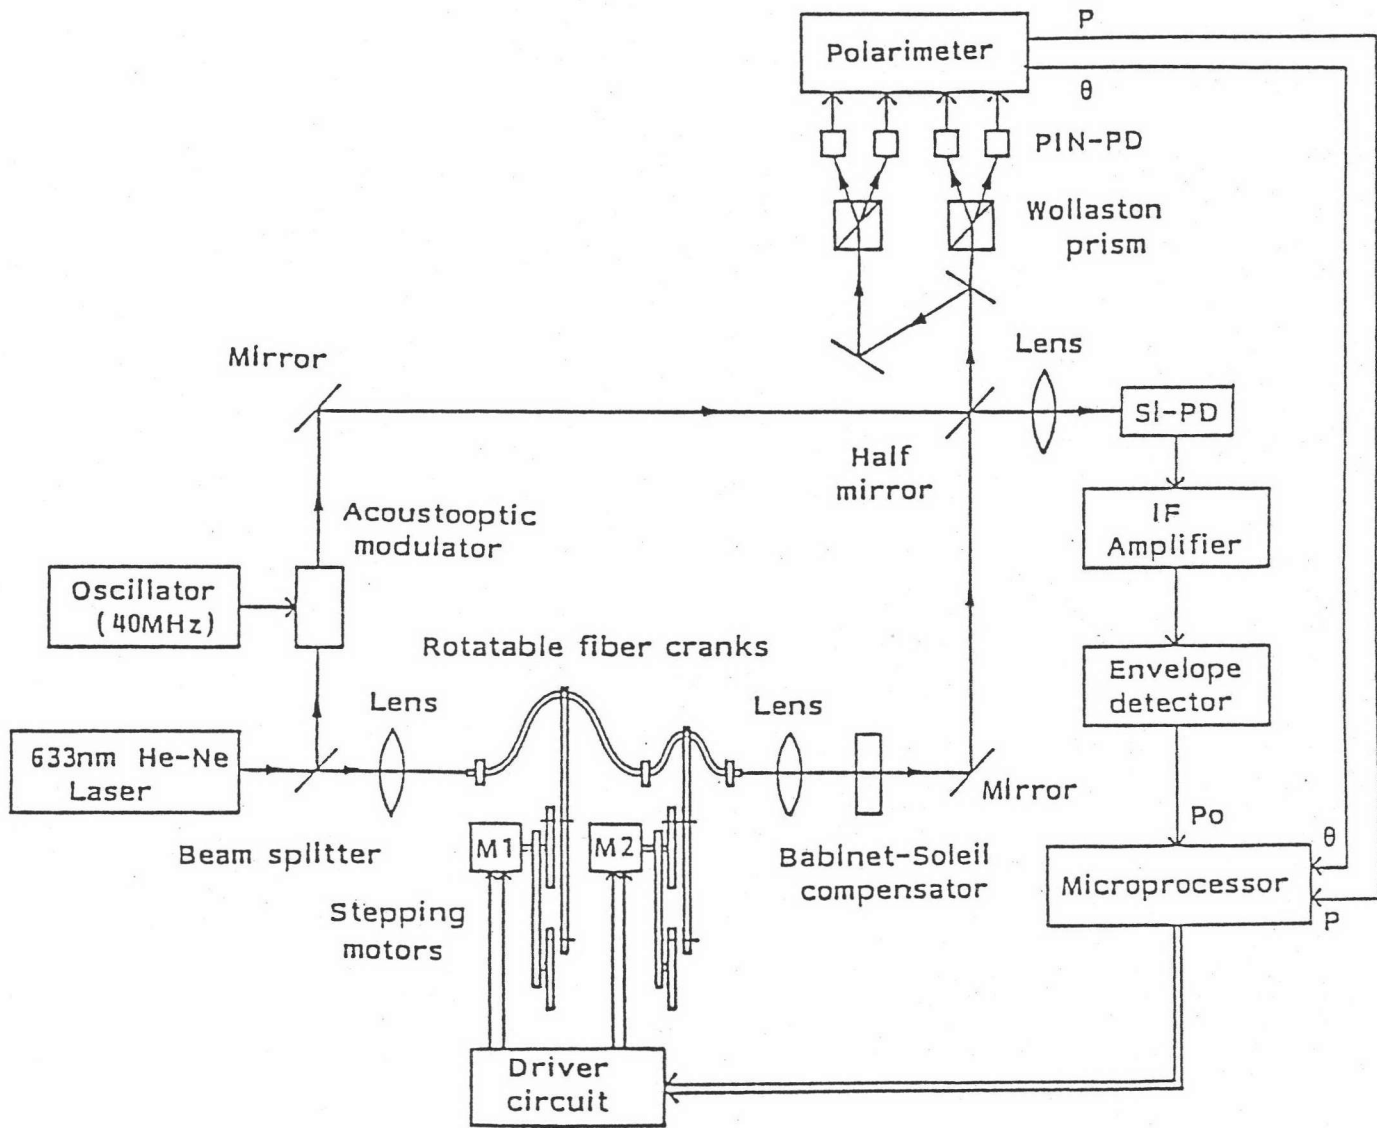 P
Polarimeter
θ
PIN-PD
Wollaston
prism
Mirror
Lens
Si-PD
Half
mirror
Acoustooptic
modulator
IF
Amplifier
Oscillator
(40MHz)
Rotatable fiber cranks
Envelope
detector
Lens
Lens
633nm He-Ne
Laser
Mirror
Po
θ
Beam splitter
M1
M2
Babinet-Soleil
compensator
Microprocessor
P
Stepping
motors
Driver
circuit